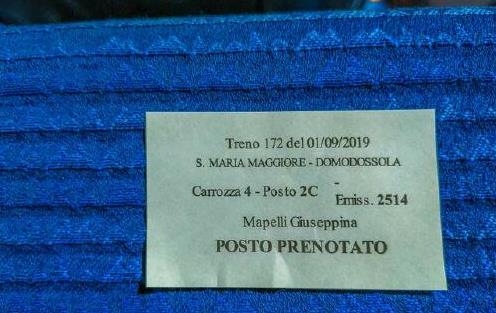 Treno 172 del 01/09/2019
S. MARIA MAGGIORE - DOMODOSSOLA
Carrozza 4 - Posto 2C - Emiss. 2514
Mapelli Giuseppina
POSTO PRENOTATO